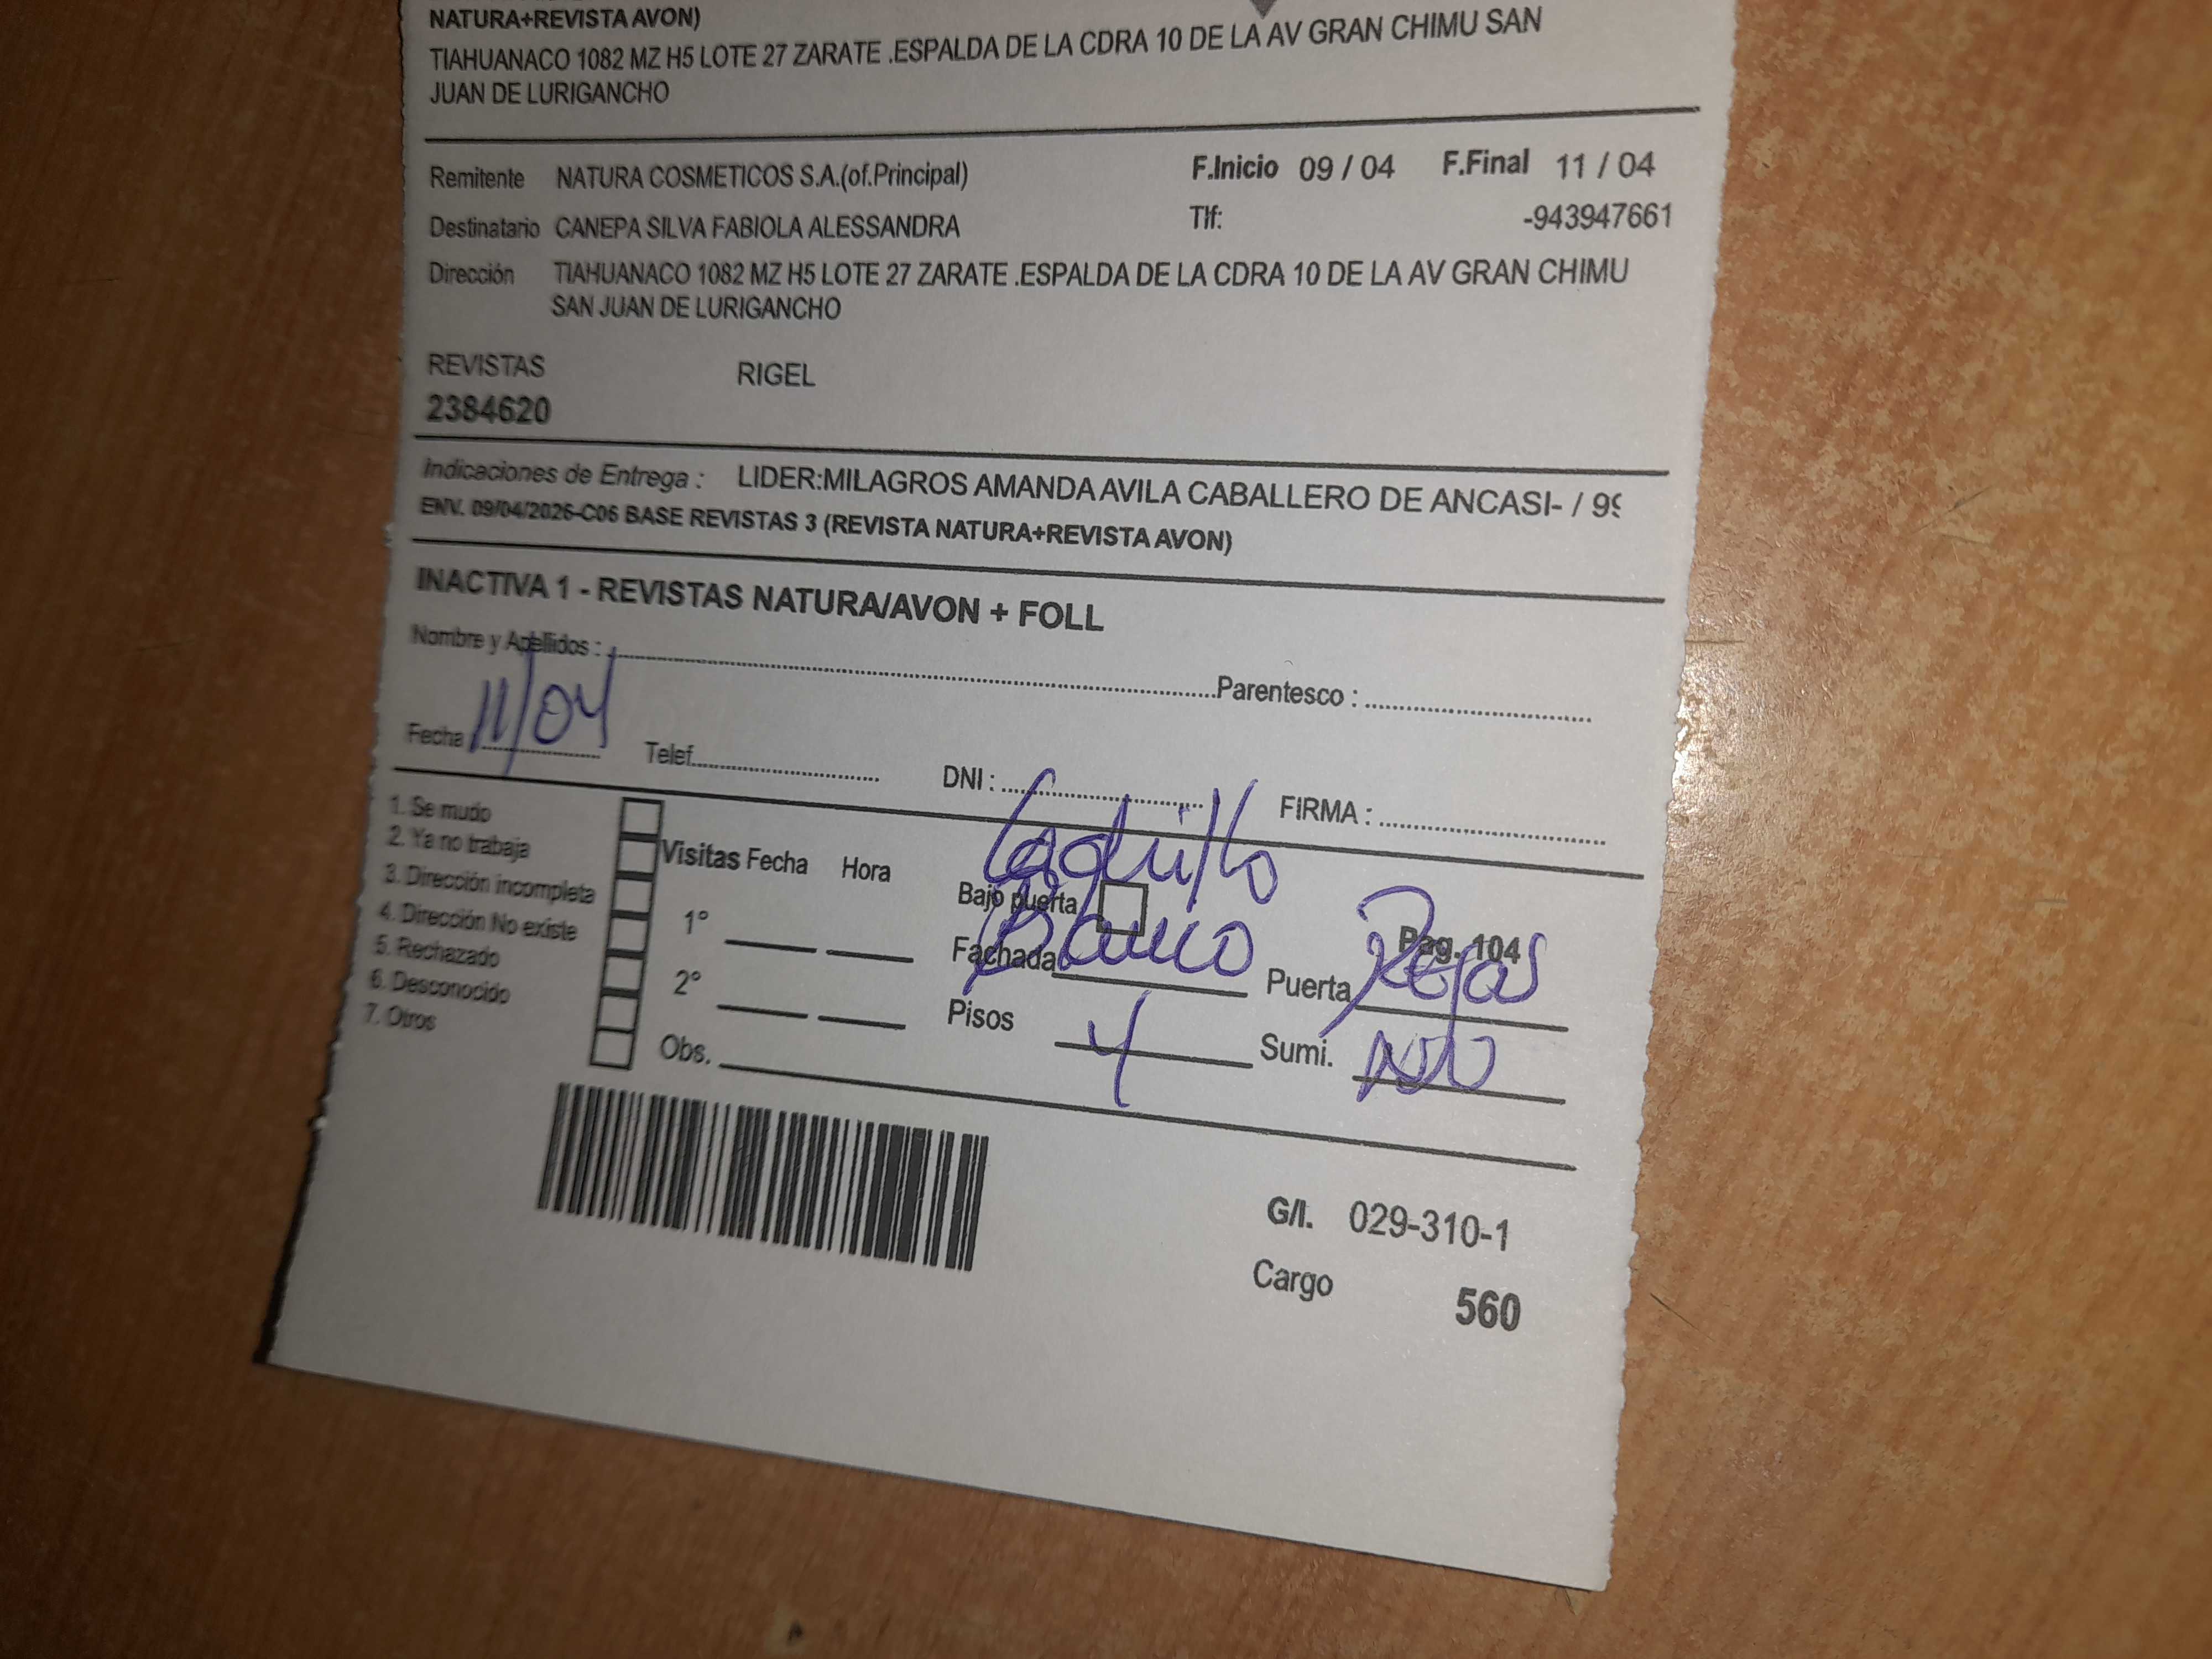 NATURA+REVISTA AVON)
TIAHUANACO 1082 MZ H5 LOTE 27 ZARATE .ESPALDA DE LA CDRA 10 DE LA AV GRAN CHIMU SAN
JUAN DE LURIGANCHO
Remitente NATURA COSMETICOS S.A.(of.Principal) F.Inicio 09 / 04 F.Final 11 / 04
Destinatario CANEPA SILVA FABIOLA ALESSANDRA Tlf: -943947661
Dirección TIAHUANACO 1082 MZ H5 LOTE 27 ZARATE .ESPALDA DE LA CDRA 10 DE LA AV GRAN CHIMU
SAN JUAN DE LURIGANCHO
REVISTAS RIGEL
2384620
Indicaciones de Entrega : LIDER:MILAGROS AMANDA AVILA CABALLERO DE ANCASI- / 99
ENV. 09/04/2026-C06 BASE REVISTAS 3 (REVISTA NATURA+REVISTA AVON)
INACTIVA 1 - REVISTAS NATURA/AVON + FOLL
Nombre y Apellidos : Parentesco :
Fecha 11/04 Telef. DNI : FIRMA :
1. Se mudo
2. Ya no trabaja
3. Dirección incompleta
4. Dirección No existe
5. Rechazado
6. Desconocido
7. Otros
Visitas Fecha Hora
1°
2°
Obs.
Ladrillo
Bajo puerta
Pag. 104
Fachada Blanco Puerta Rejas
Pisos 4 Sumi.
G/I. 029-310-1
Cargo 560